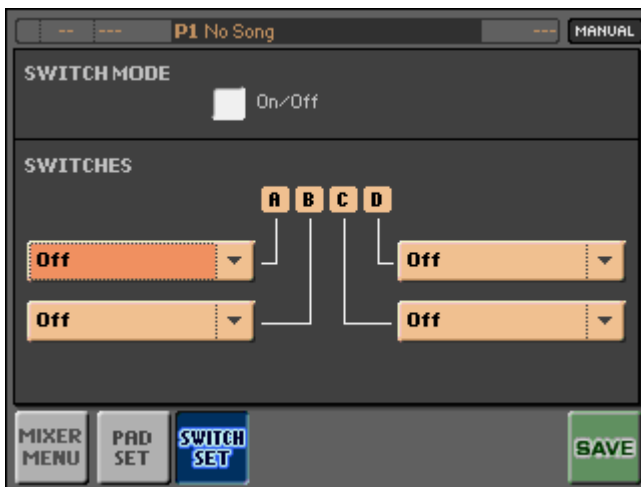 -- --- P1 No Song --- MANUAL
SWITCH MODE
On/Off
SWITCHES
A B C D
Off Off
Off Off
MIXER MENU PAD SET SWITCH SET SAVE